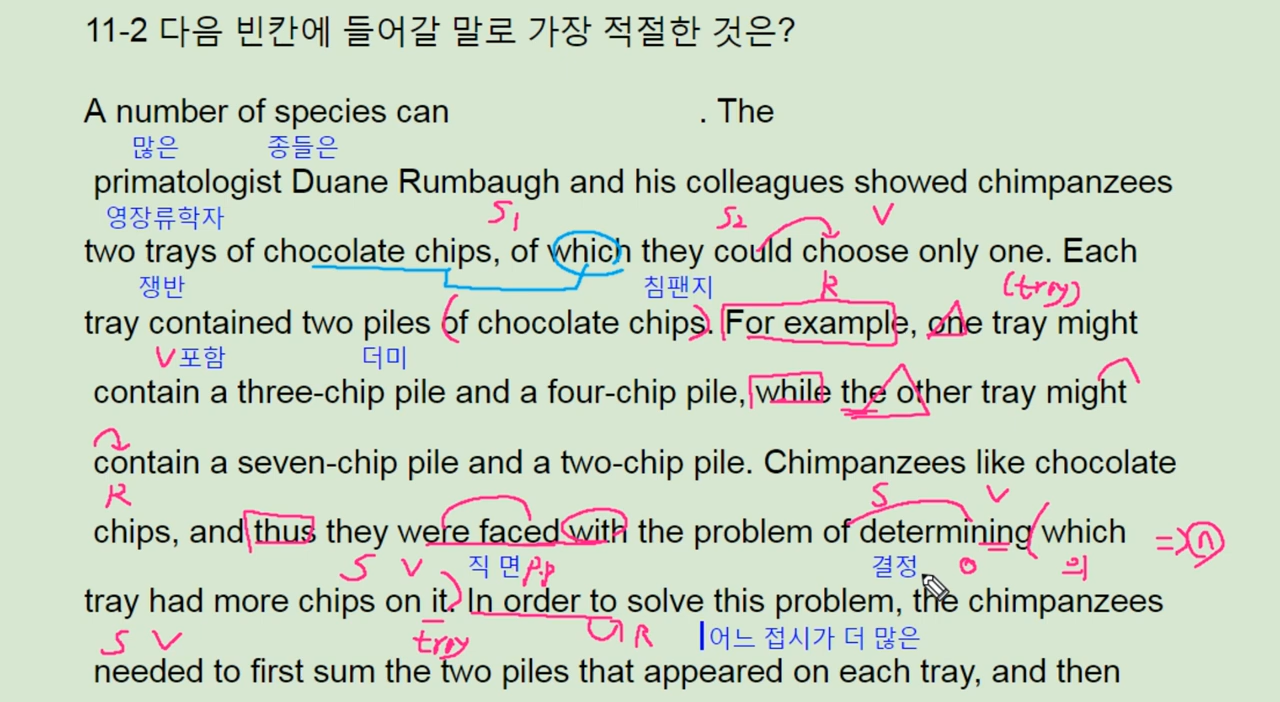 11-2 다음 빈칸에 들어갈 말로 가장 적절한 것은?
A number of species can . The
많은 종들은
primatologist Duane Rumbaugh and his colleagues showed chimpanzees
영장류학자 S1 S2 V
two trays of chocolate chips, of which they could choose only one. Each
쟁반 침팬지 R (tray)
tray contained two piles (of chocolate chips). For example, one tray might
V 포함 더미
contain a three-chip pile and a four-chip pile, while the other tray might
contain a seven-chip pile and a two-chip pile. Chimpanzees like chocolate
R S V
chips, and thus they were faced with the problem of determining (which => n
S V 직 면 p.p 결정 o 의
tray had more chips on it.) In order to solve this problem, the chimpanzees
S V tray R 어느 접시가 더 많은
needed to first sum the two piles that appeared on each tray, and then